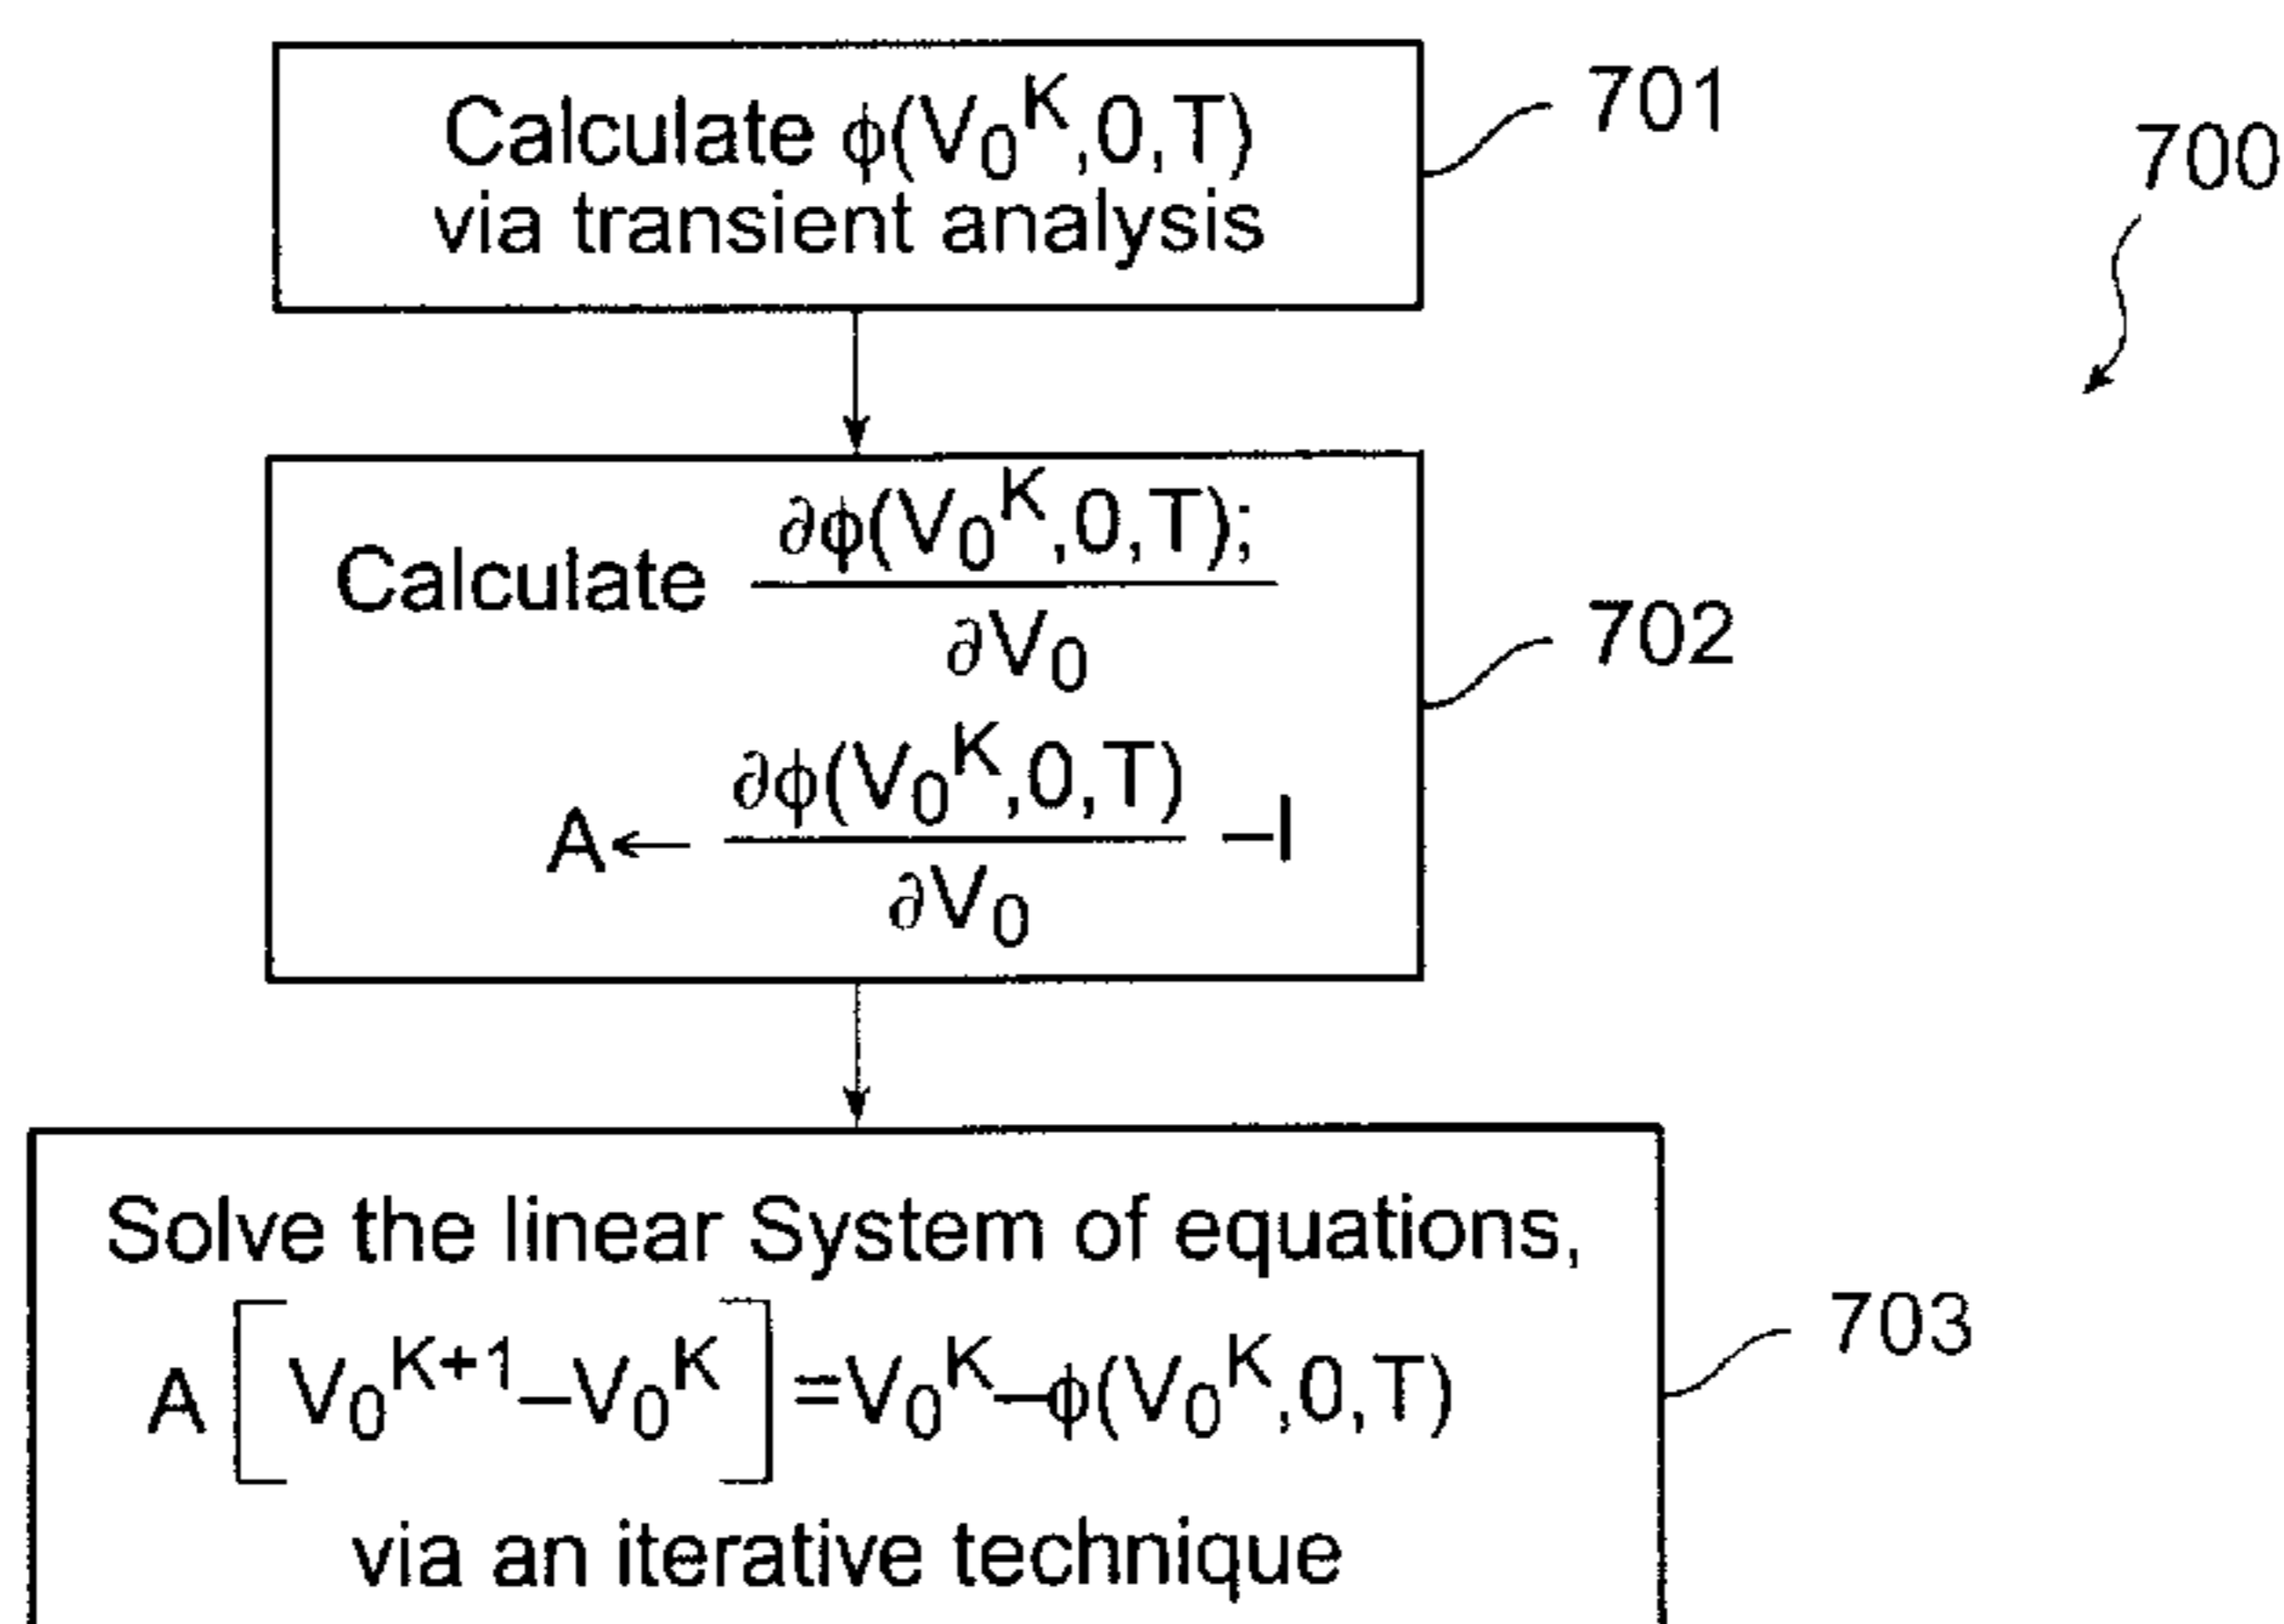 Calculate ϕ(V₀ᴷ,0,T)
via transient analysis
701
700
Calculate ∂ϕ(V₀ᴷ,0,T);
∂V₀
702
A← ∂ϕ(V₀ᴷ,0,T) –I
∂V₀
Solve the linear System of equations,
A [V₀ᴷ⁺¹–V₀ᴷ] =V₀ᴷ–ϕ(V₀ᴷ,0,T)
via an iterative technique
703